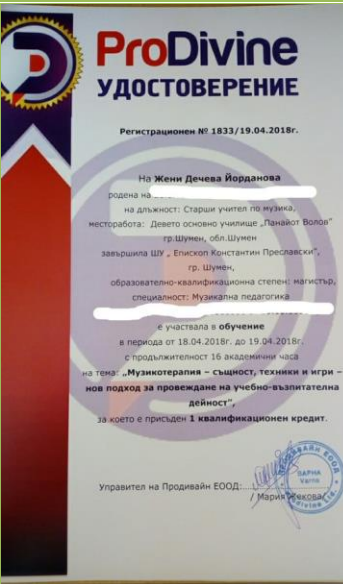 ProDivine
УДОСТОВЕРЕНИЕ
Регистрационен № 1833/19.04.2018г.
На Жени Дечева Йорданова
родена на
на длъжност: Старши учител по музика,
месторабота: Девето основно училище „Панайот Волов"
гр.Шумен, обл.Шумен
завършила ШУ „ Епископ Константин Преславски",
гр. Шумен,
образователно-квалификационна степен: магистър,
специалност: Музикална педагогика
е участвала в обучение
в периода от 18.04.2018г. до 19.04.2018г.
с продължителност 16 академични часа
на тема: „Музикотерапия – същност, техники и игри –
нов подход за провеждане на учебно-възпитателна
дейност",
за което е присъден 1 квалификационен кредит.
Управител на Продивайн ЕООД:
/ Мария Жекова/
ВАРНА
Varna